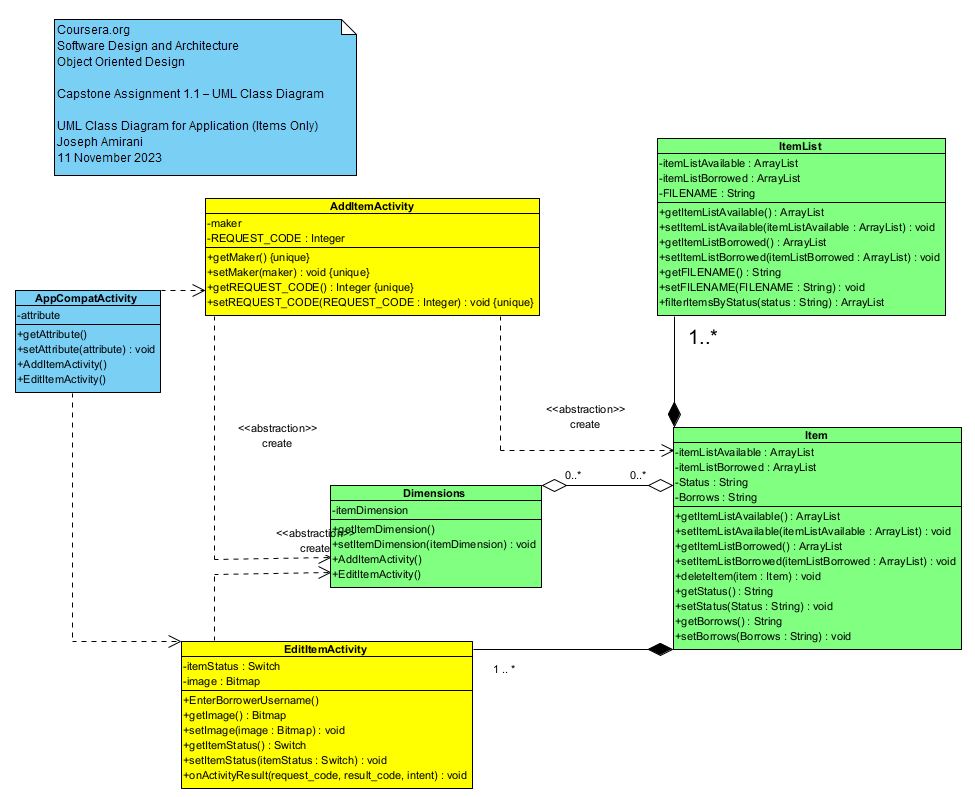 Coursera.org
Software Design and Architecture
Object Oriented Design
Capstone Assignment 1.1 – UML Class Diagram
UML Class Diagram for Application (Items Only)
Joseph Amirani
11 November 2023
ItemList
-itemListAvailable : ArrayList
-itemListBorrowed : ArrayList
-FILENAME : String
+getItemListAvailable() : ArrayList
+setItemListAvailable(itemListAvailable : ArrayList) : void
+getItemListBorrowed() : ArrayList
+setItemListBorrowed(itemListBorrowed : ArrayList) : void
+getFILENAME() : String
+setFILENAME(FILENAME : String) : void
+filterItemsByStatus(status : String) : ArrayList
AddItemActivity
-maker
-REQUEST_CODE : Integer
+getMaker() {unique}
+setMaker(maker) : void {unique}
+getREQUEST_CODE() : Integer {unique}
+setREQUEST_CODE(REQUEST_CODE : Integer) : void {unique}
AppCompatActivity
-attribute
+getAttribute()
+setAttribute(attribute) : void
+AddItemActivity()
+EditItemActivity()
1..*
<<abstraction>>
create
<<abstraction>>
create
Item
-itemListAvailable : ArrayList
-itemListBorrowed : ArrayList
-Status : String
-Borrows : String
+getItemListAvailable() : ArrayList
+setItemListAvailable(itemListAvailable : ArrayList) : void
+getItemListBorrowed() : ArrayList
+setItemListBorrowed(itemListBorrowed : ArrayList) : void
+deleteItem(item : Item) : void
+getStatus() : String
+setStatus(Status : String) : void
+getBorrows() : String
+setBorrows(Borrows : String) : void
0..*
0..*
Dimensions
-itemDimension
+getItemDimension()
+setItemDimension(itemDimension) : void
+AddItemActivity()
+EditItemActivity()
<<abstraction>>
create
EditItemActivity
-itemStatus : Switch
-image : Bitmap
+EnterBorrowerUsername()
+getImage() : Bitmap
+setImage(image : Bitmap) : void
+getItemStatus() : Switch
+setItemStatus(itemStatus : Switch) : void
+onActivityResult(request_code, result_code, intent) : void
1 .. *